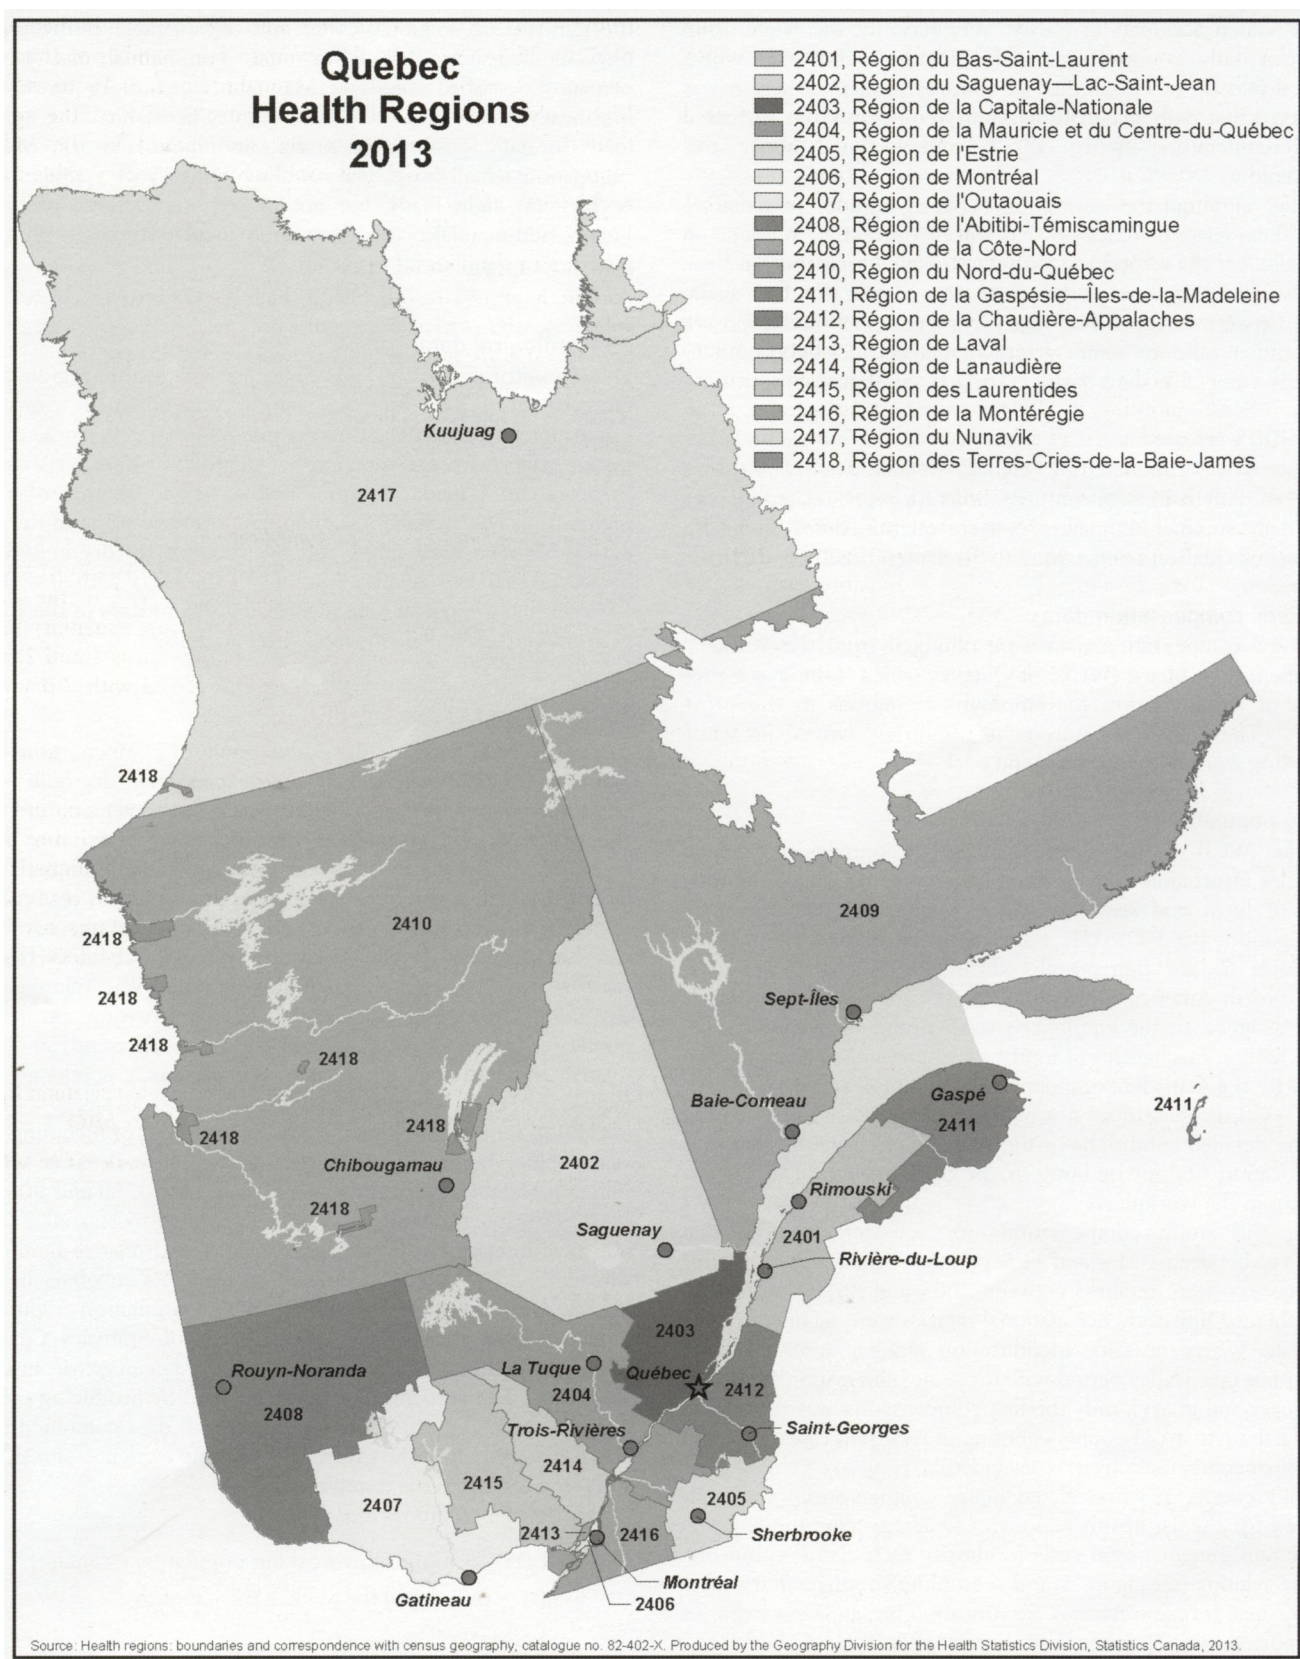 Quebec
Health Regions
2013
2401, Région du Bas-Saint-Laurent
2402, Région du Saguenay—Lac-Saint-Jean
2403, Région de la Capitale-Nationale
2404, Région de la Mauricie et du Centre-du-Québec
2405, Région de l'Estrie
2406, Région de Montréal
2407, Région de l'Outaouais
2408, Région de l'Abitibi-Témiscamingue
2409, Région de la Côte-Nord
2410, Région du Nord-du-Québec
2411, Région de la Gaspésie—Îles-de-la-Madeleine
2412, Région de la Chaudière-Appalaches
2413, Région de Laval
2414, Région de Lanaudière
2415, Région des Laurentides
2416, Région de la Montérégie
2417, Région du Nunavik
2418, Région des Terres-Cries-de-la-Baie-James
Kuujuag
2417
2418
2410
2409
2418
2418
Sept-Îles
2418
2418
Baie-Comeau
Gaspé
2411
2411
2418
2418
Chibougamau
2402
Rimouski
2418
Saguenay
2401
Rivière-du-Loup
2403
Rouyn-Noranda
La Tuque
Québec
2404
2412
2408
Trois-Rivières
Saint-Georges
2414
2415
2407
2405
2413
2416
Sherbrooke
Montréal
Gatineau
2406
Source: Health regions: boundaries and correspondence with census geography, catalogue no. 82-402-X. Produced by the Geography Division for the Health Statistics Division, Statistics Canada, 2013.